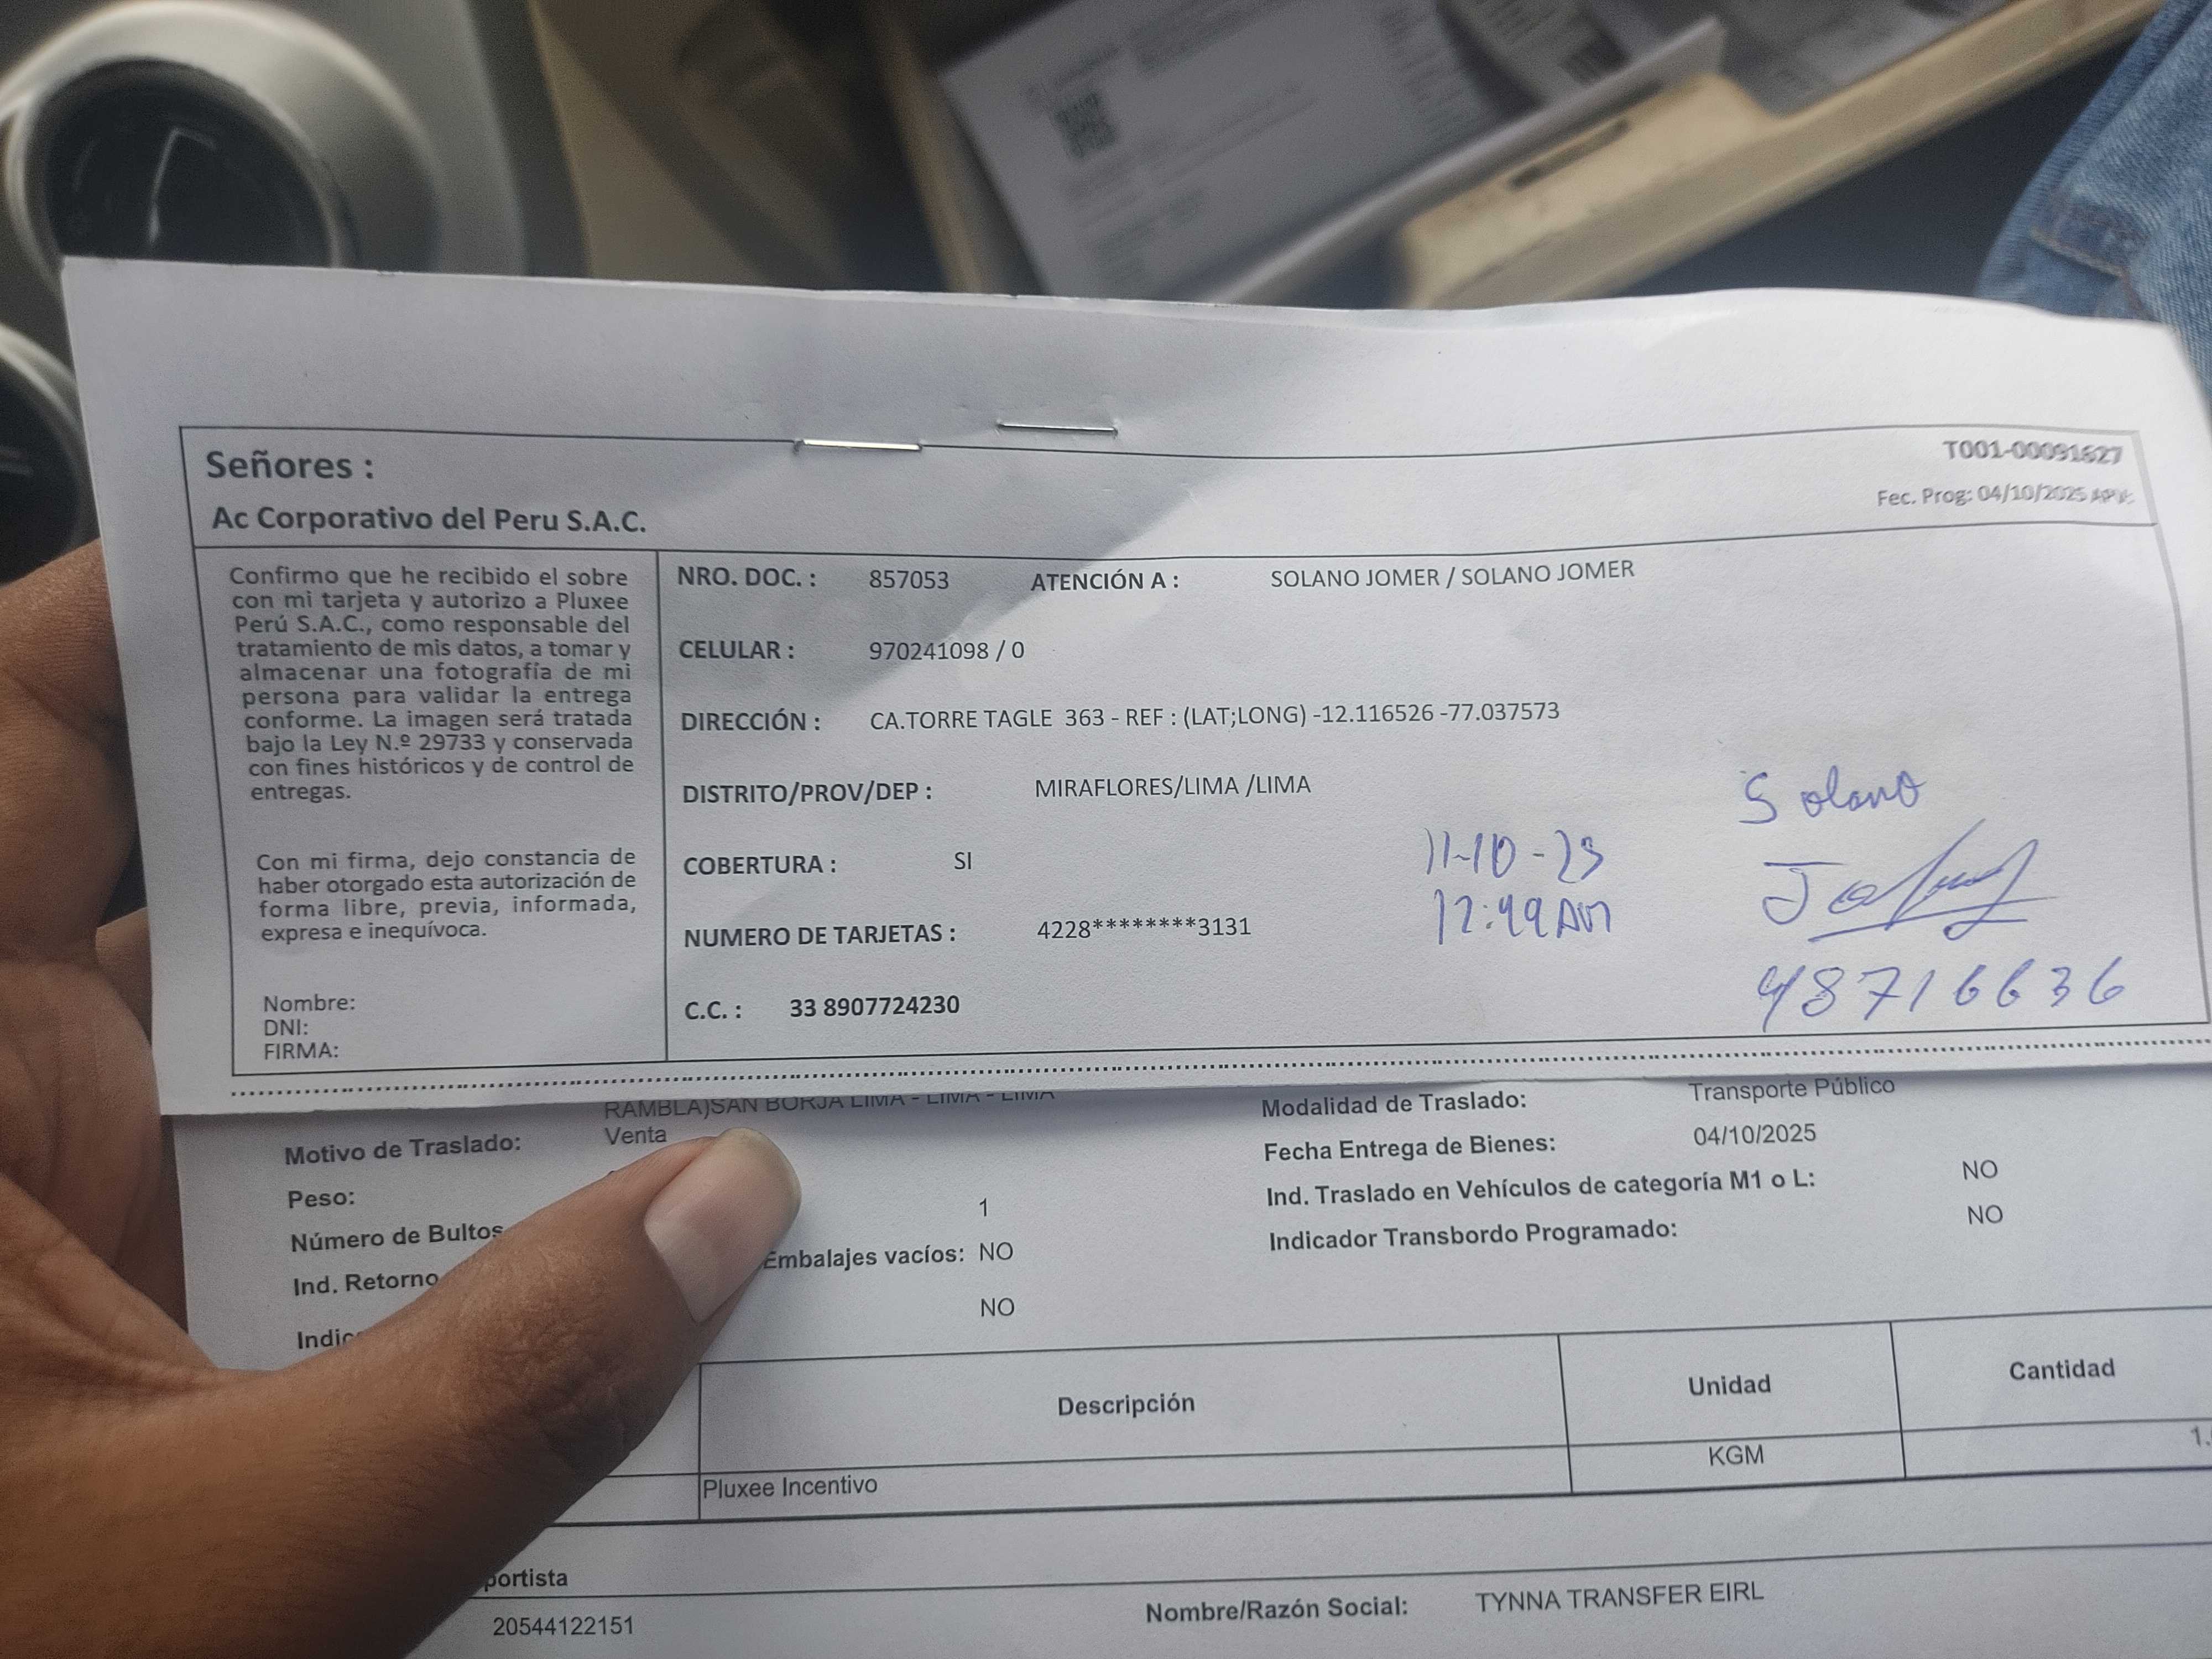 Señores :
Ac Corporativo del Peru S.A.C.
T001-00091627
Fec. Prog: 04/10/2025
Confirmo que he recibido el sobre
con mi tarjeta y autorizo a Pluxee
Perú S.A.C., como responsable del
tratamiento de mis datos, a tomar y
almacenar una fotografía de mi
persona para validar la entrega
conforme. La imagen será tratada
bajo la Ley N.º 29733 y conservada
con fines históricos y de control de
entregas.
Con mi firma, dejo constancia de
haber otorgado esta autorización de
forma libre, previa, informada,
expresa e inequívoca.
Nombre:
DNI:
FIRMA:
NRO. DOC. : 857053 ATENCIÓN A : SOLANO JOMER / SOLANO JOMER
CELULAR : 970241098 / 0
DIRECCIÓN : CA.TORRE TAGLE 363 - REF : (LAT;LONG) -12.116526 -77.037573
DISTRITO/PROV/DEP : MIRAFLORES/LIMA /LIMA
COBERTURA : SI
NUMERO DE TARJETAS : 4228********3131
C.C. : 33 8907724230
11-10-25
12:49 AM
Solano
48716636
RAMBLA)SAN BORJA LIMA - LIMA - LIMA
Motivo de Traslado: Venta
Peso:
Número de Bultos 1
Ind. Retorno Embalajes vacíos: NO
NO
Modalidad de Traslado: Transporte Público
Fecha Entrega de Bienes: 04/10/2025
Ind. Traslado en Vehículos de categoría M1 o L: NO
Indicador Transbordo Programado: NO
Descripción Unidad Cantidad
Pluxee Incentivo KGM 1.
portista
20544122151 Nombre/Razón Social: TYNNA TRANSFER EIRL